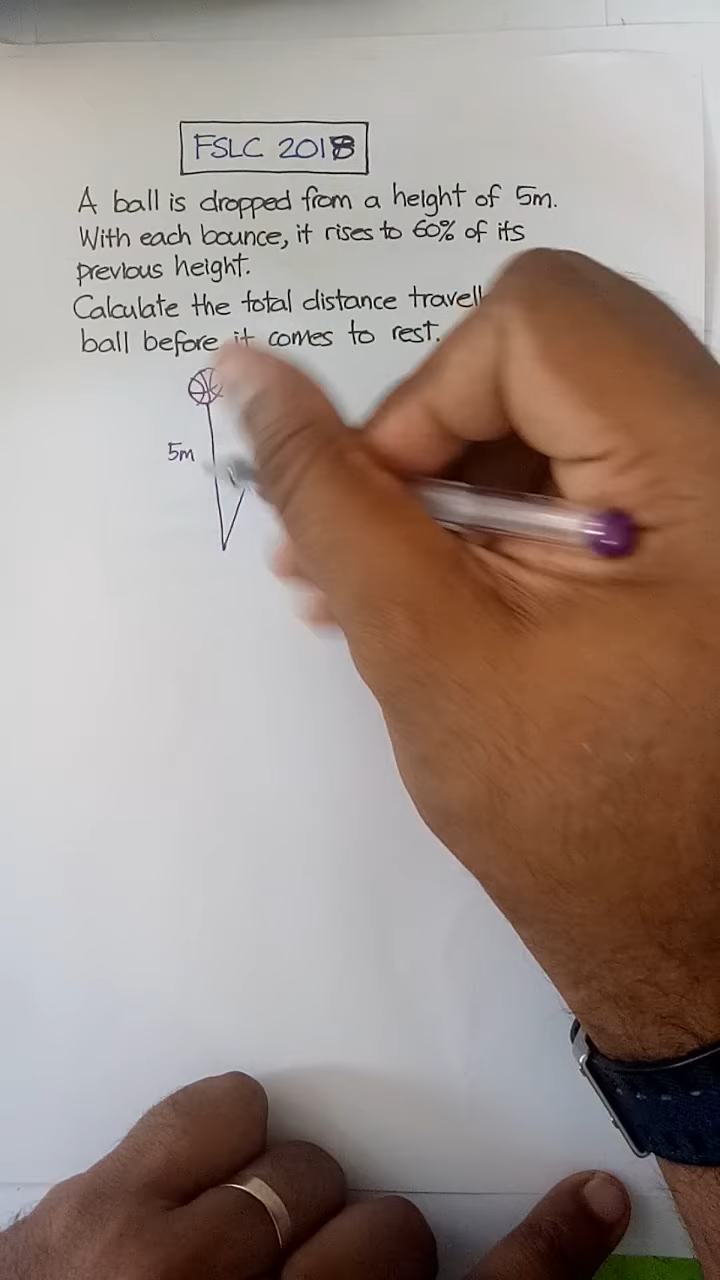 FSLC 2018
A ball is dropped from a height of 5m.
With each bounce, it rises to 60% of its
previous height.
Calculate the total distance travell
ball before it comes to rest.
5m